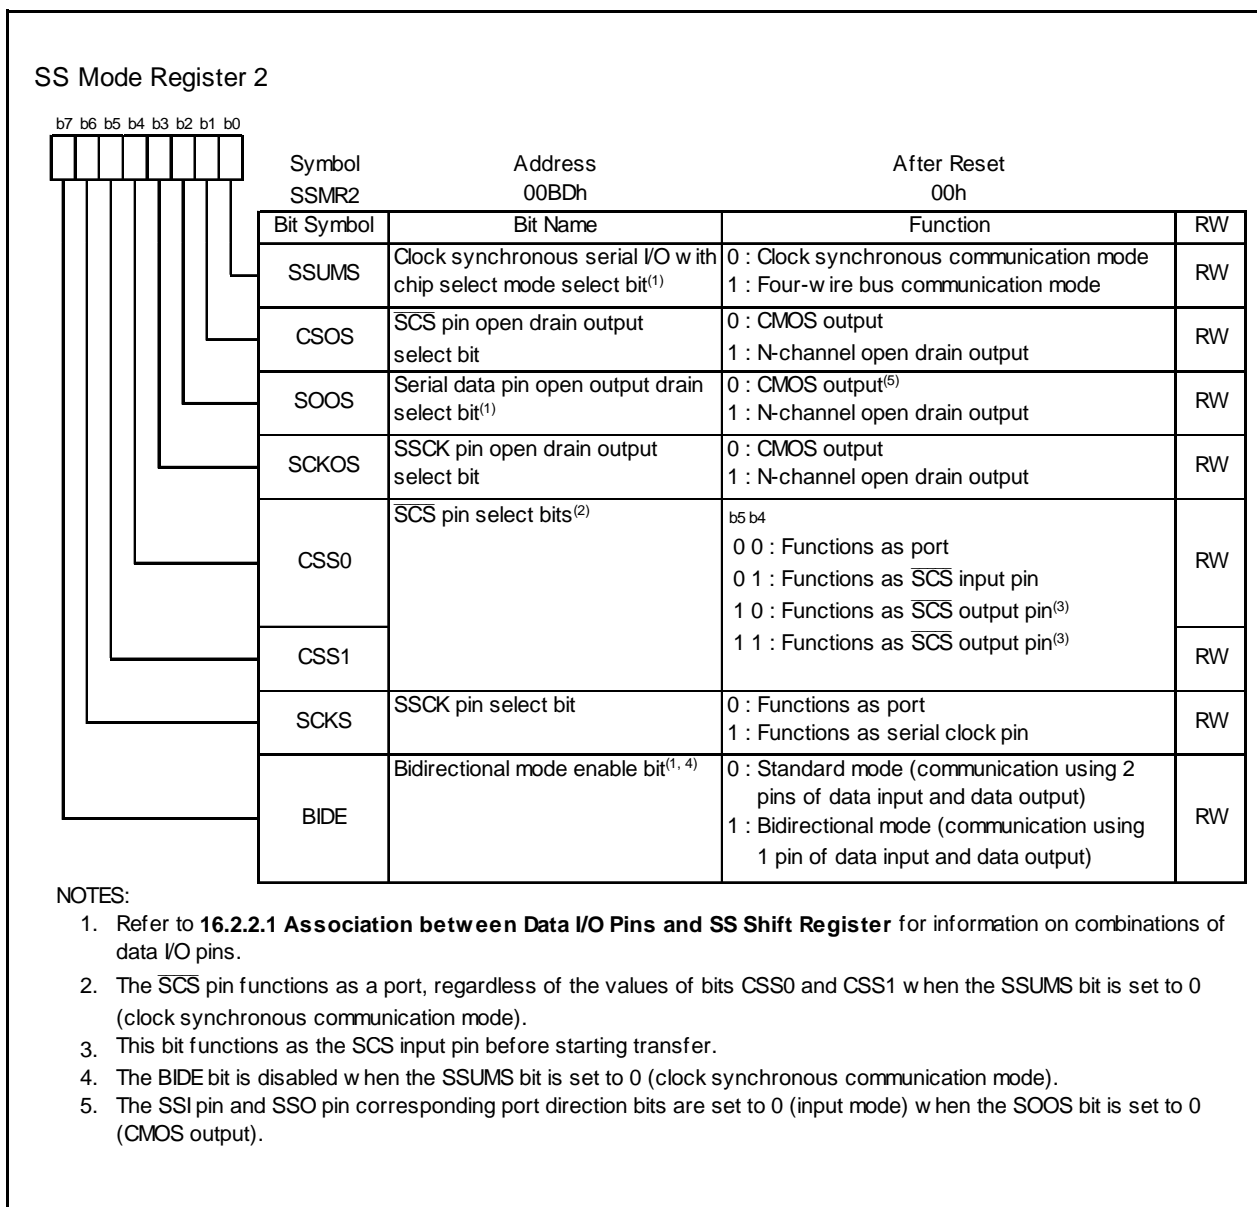 SS Mode Register 2
b7 b6 b5 b4 b3 b2 b1 b0
Symbol Address After Reset
SSMR2 00BDh 00h
Bit Symbol Bit Name Function RW
SSUMS Clock synchronous serial I/O with chip select mode select bit(1) 0 : Clock synchronous communication mode RW
1 : Four-wire bus communication mode
CSOS SCS pin open drain output select bit 0 : CMOS output RW
1 : N-channel open drain output
SOOS Serial data pin open output drain select bit(1) 0 : CMOS output(5) RW
1 : N-channel open drain output
SCKOS SSCK pin open drain output select bit 0 : CMOS output RW
1 : N-channel open drain output
CSS0 SCS pin select bits(2) b5 b4 RW
0 0 : Functions as port
0 1 : Functions as SCS input pin
1 0 : Functions as SCS output pin(3)
1 1 : Functions as SCS output pin(3)
CSS1 RW
SCKS SSCK pin select bit 0 : Functions as port RW
1 : Functions as serial clock pin
BIDE Bidirectional mode enable bit(1, 4) 0 : Standard mode (communication using 2 RW
pins of data input and data output)
1 : Bidirectional mode (communication using
1 pin of data input and data output)
NOTES:
1. Refer to 16.2.2.1 Association between Data I/O Pins and SS Shift Register for information on combinations of
data I/O pins.
2. The SCS pin functions as a port, regardless of the values of bits CSS0 and CSS1 when the SSUMS bit is set to 0
(clock synchronous communication mode).
3. This bit functions as the SCS input pin before starting transfer.
4. The BIDE bit is disabled when the SSUMS bit is set to 0 (clock synchronous communication mode).
5. The SSI pin and SSO pin corresponding port direction bits are set to 0 (input mode) when the SOOS bit is set to 0
(CMOS output).